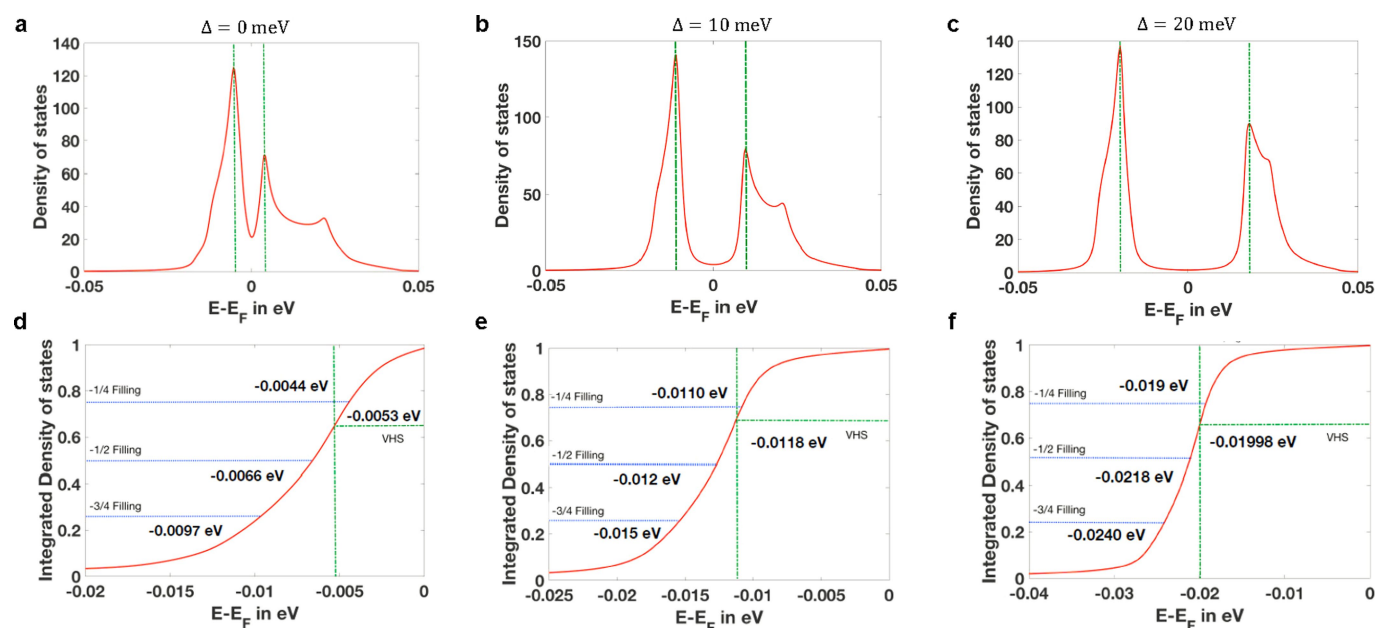 a
Δ = 0 meV
140
120
100
80
60
40
20
0
Density of states
-0.05
0
0.05
E-E_F in eV
b
Δ = 10 meV
150
100
50
0
Density of states
-0.05
0
0.05
E-E_F in eV
c
Δ = 20 meV
140
120
100
80
60
40
20
0
Density of states
-0.05
0
0.05
E-E_F in eV
d
1
0.8
0.6
0.4
0.2
0
Integrated Density of states
-1/4 Filling
-0.0044 eV
-0.0053 eV
VHS
-1/2 Filling
-0.0066 eV
-3/4 Filling
-0.0097 eV
-0.02
-0.015
-0.01
-0.005
0
E-E_F in eV
e
1
0.8
0.6
0.4
0.2
0
Integrated Density of states
-1/4 Filling
-0.0110 eV
-0.0118 eV
VHS
-1/2 Filling
-0.012 eV
-3/4 Filling
-0.015 eV
-0.025
-0.02
-0.015
-0.01
-0.005
0
E-E_F in eV
f
1
0.8
0.6
0.4
0.2
0
Integrated Density of states
-1/4 Filling
-0.019 eV
-0.01998 eV
VHS
-1/2 Filling
-0.0218 eV
-3/4 Filling
-0.0240 eV
-0.04
-0.03
-0.02
-0.01
0
E-E_F in eV